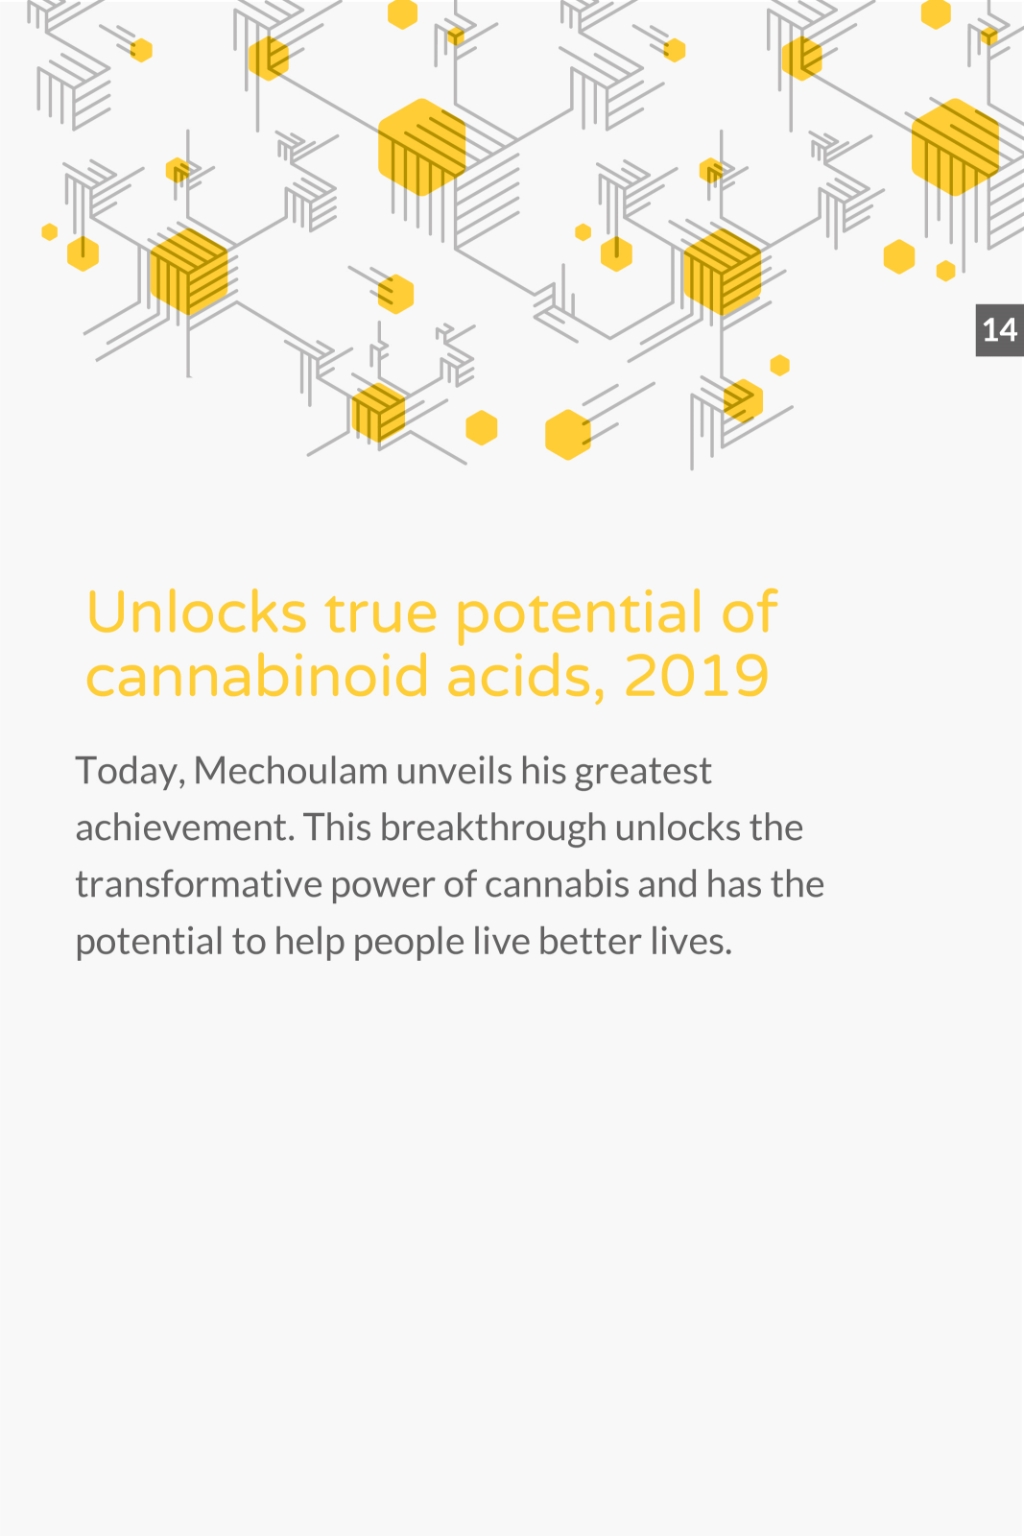 14
Unlocks true potential of
cannabinoid acids, 2019
Today, Mechoulam unveils his greatest
achievement. This breakthrough unlocks the
transformative power of cannabis and has the
potential to help people live better lives.